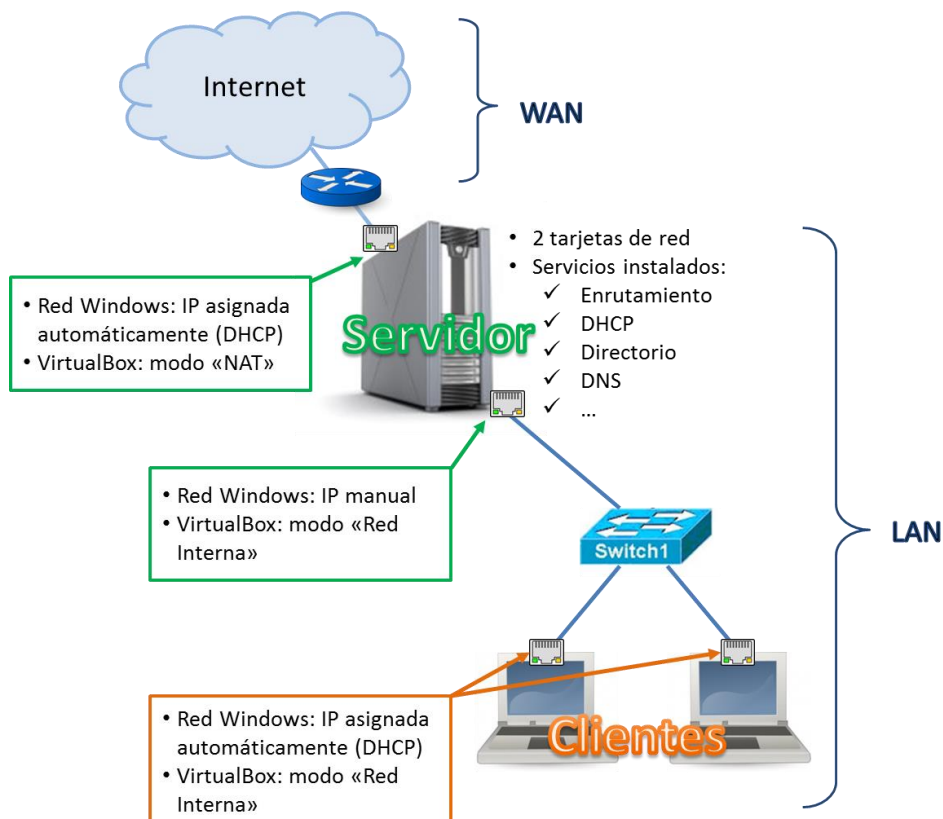 Internet
WAN
• 2 tarjetas de red
• Servicios instalados:
✓ Enrutamiento
✓ DHCP
✓ Directorio
✓ DNS
✓ ...
• Red Windows: IP asignada
automáticamente (DHCP)
• VirtualBox: modo «NAT»
Servidor
• Red Windows: IP manual
• VirtualBox: modo «Red
Interna»
Switch1
LAN
• Red Windows: IP asignada
automáticamente (DHCP)
• VirtualBox: modo «Red
Interna»
Clientes